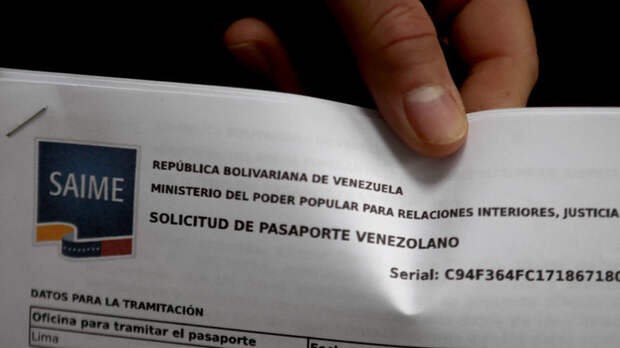 SAIME
REPÚBLICA BOLIVARIANA DE VENEZUELA
MINISTERIO DEL PODER POPULAR PARA RELACIONES INTERIORES, JUSTICIA
SOLICITUD DE PASAPORTE VENEZOLANO
Serial: C94F364FC171867180
DATOS PARA LA TRAMITACIÓN
Oficina para tramitar el pasaporte
Lima